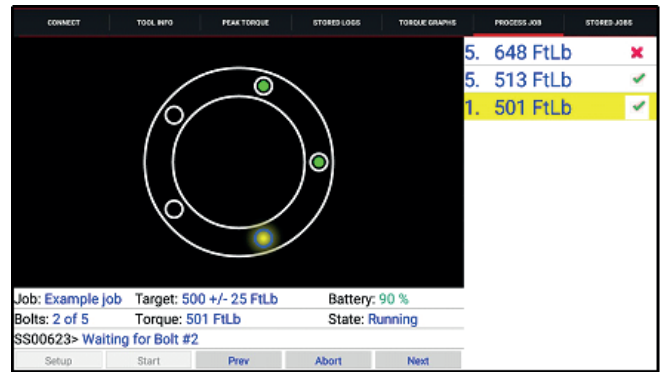 CONNECT TOOL INFO PEAK TORQUE STORED LOGS TORQUE GRAPHS PROCESS JOB STORED JOBS
5. 648 FtLb
5. 513 FtLb
1. 501 FtLb
Job: Example job Target: 500 +/- 25 FtLb Battery: 90 %
Bolts: 2 of 5 Torque: 501 FtLb State: Running
SS00623> Waiting for Bolt #2
Setup Start Prev Abort Next